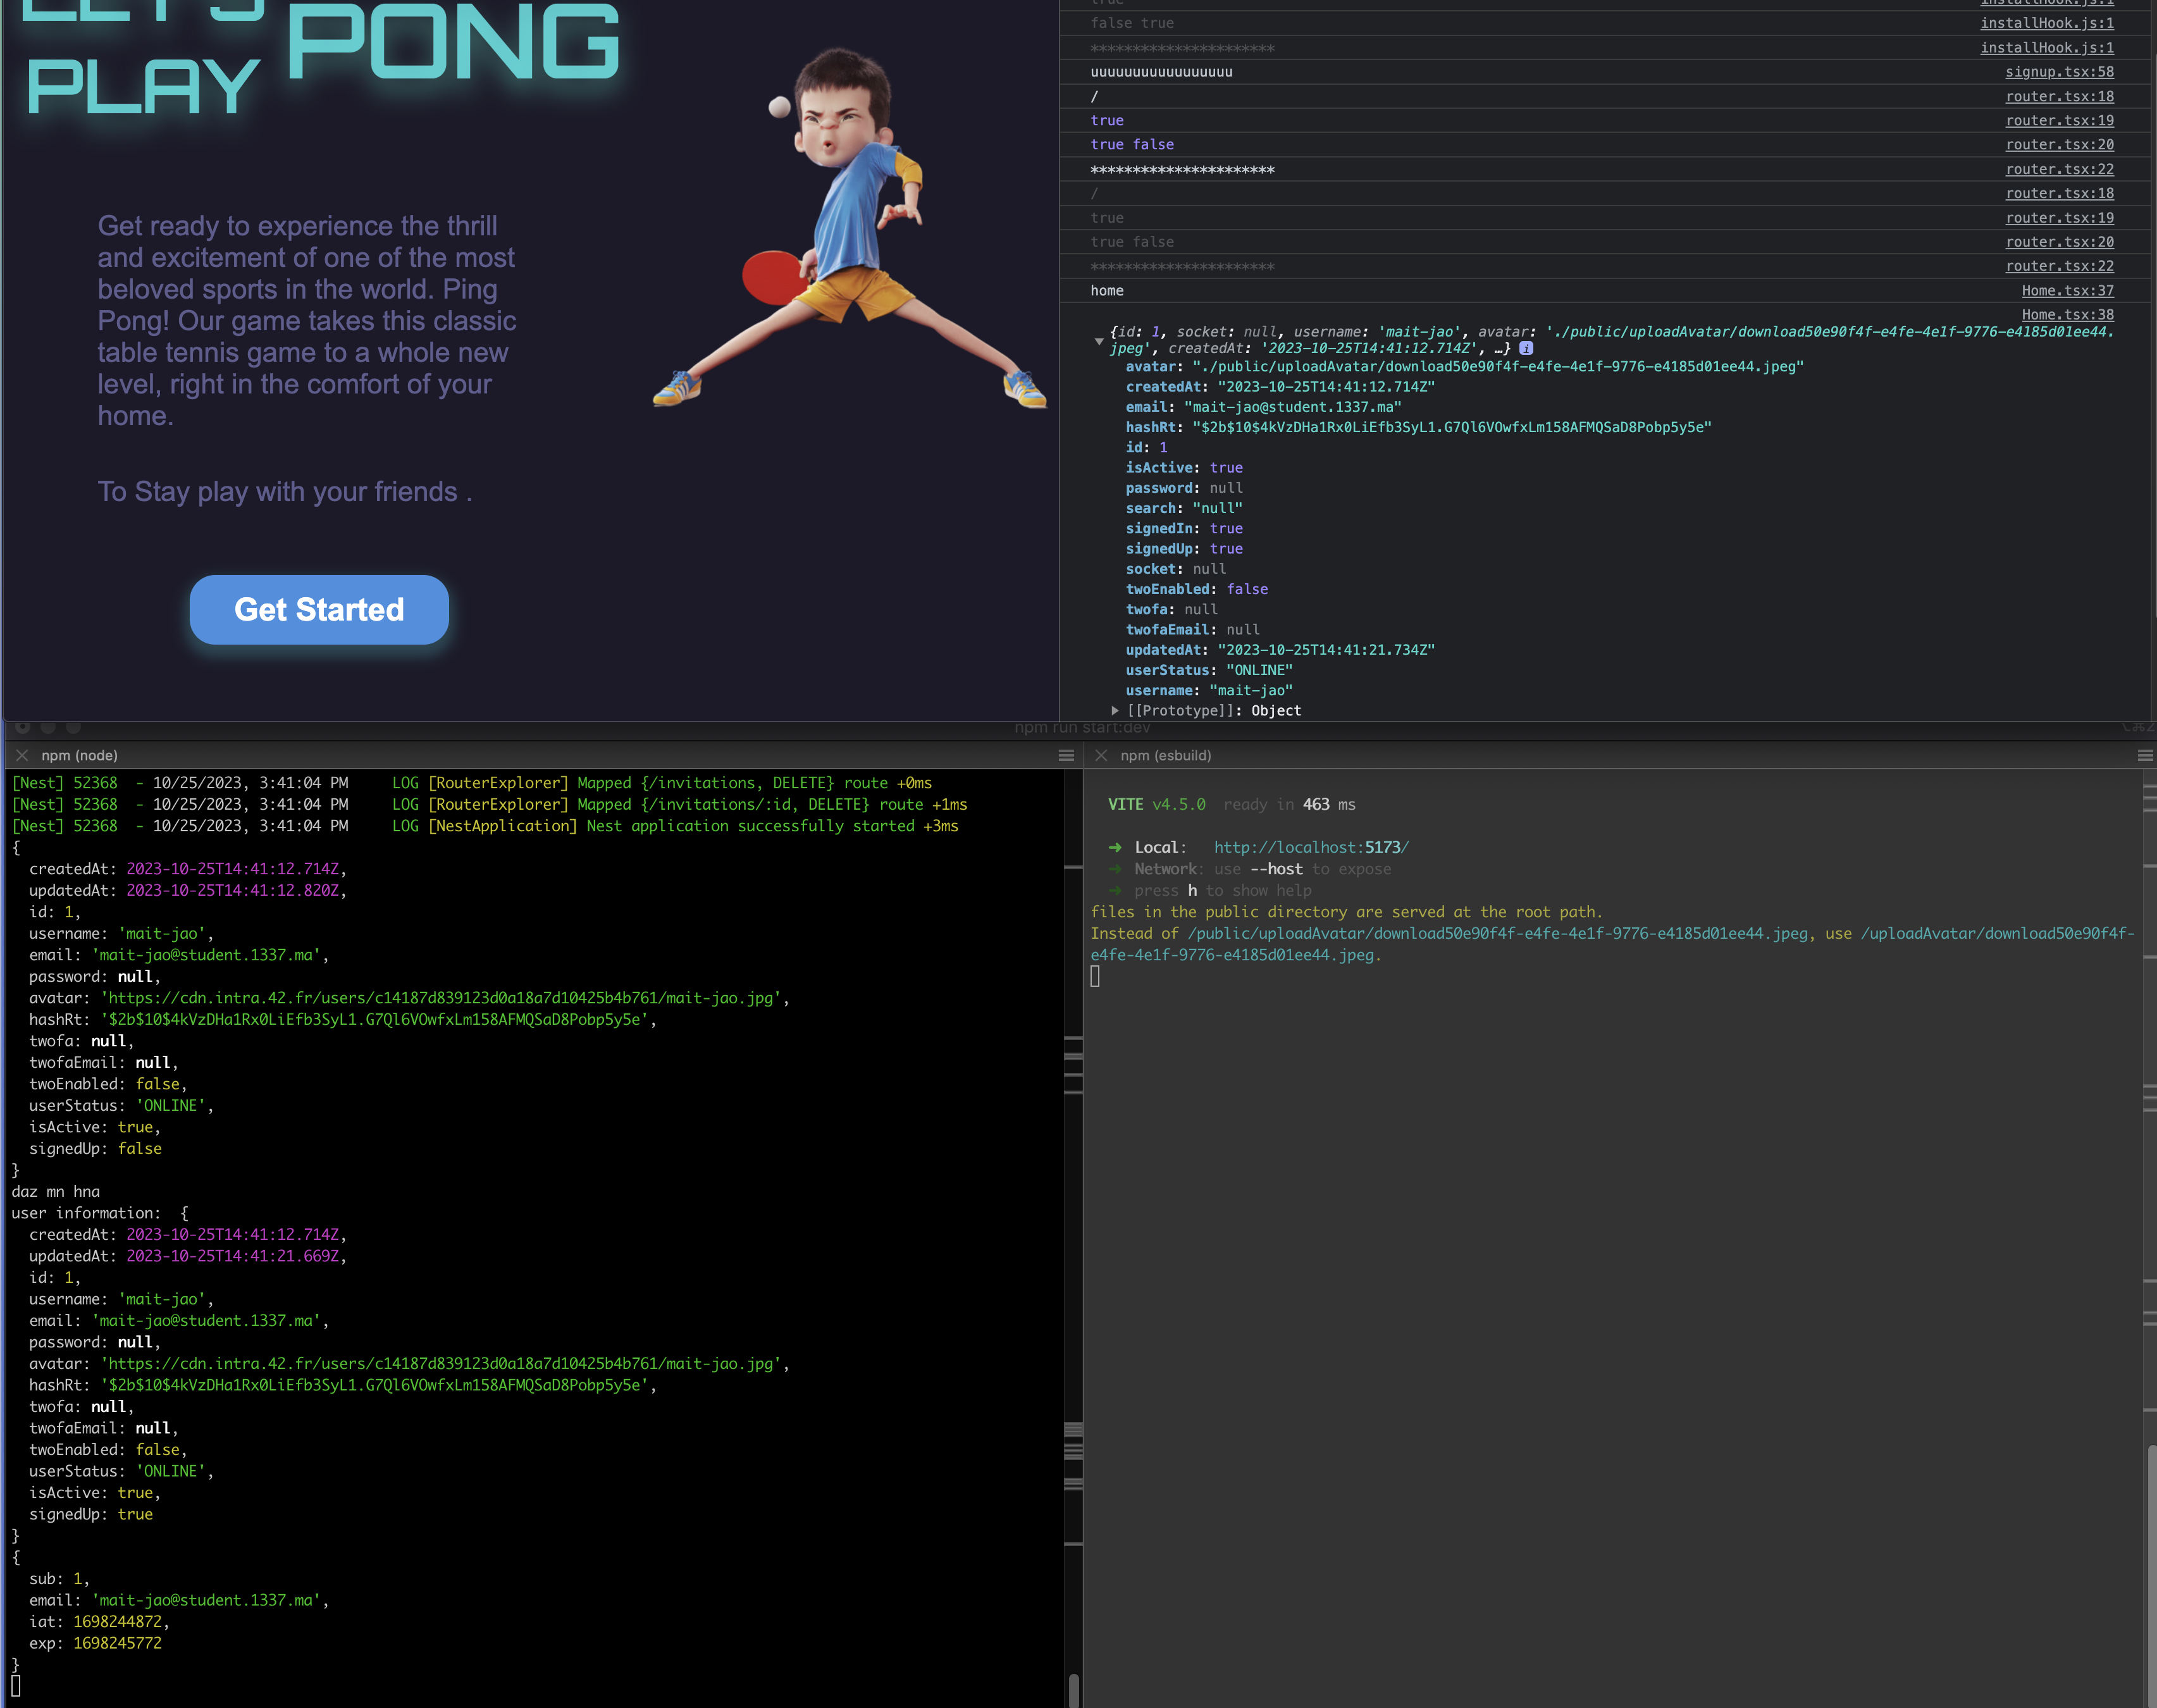 LET'S
PLAY
PONG
Get ready to experience the thrill
and excitement of one of the most
beloved sports in the world. Ping
Pong! Our game takes this classic
table tennis game to a whole new
level, right in the comfort of your
home.
To Stay play with your friends .
Get Started
true installHook.js:1
false true installHook.js:1
********************** installHook.js:1
uuuuuuuuuuuuuuuuu signup.tsx:58
/ router.tsx:18
true router.tsx:19
true false router.tsx:20
********************** router.tsx:22
/ router.tsx:18
true router.tsx:19
true false router.tsx:20
********************** router.tsx:22
home Home.tsx:37
Home.tsx:38
{id: 1, socket: null, username: 'mait-jao', avatar: './public/uploadAvatar/download50e90f4f-e4fe-4e1f-9776-e4185d01ee44.
jpeg', createdAt: '2023-10-25T14:41:12.714Z', …} i
avatar: "./public/uploadAvatar/download50e90f4f-e4fe-4e1f-9776-e4185d01ee44.jpeg"
createdAt: "2023-10-25T14:41:12.714Z"
email: "mait-jao@student.1337.ma"
hashRt: "$2b$10$4kVzDHa1Rx0LiEfb3SyL1.G7Ql6VOwfxLm158AFMQSaD8Pobp5y5e"
id: 1
isActive: true
password: null
search: "null"
signedIn: true
signedUp: true
socket: null
twoEnabled: false
twofa: null
twofaEmail: null
updatedAt: "2023-10-25T14:41:21.734Z"
userStatus: "ONLINE"
username: "mait-jao"
[[Prototype]]: Object
npm run start:dev
npm (node)
[Nest] 52368 - 10/25/2023, 3:41:04 PM LOG [RouterExplorer] Mapped {/invitations, DELETE} route +0ms
[Nest] 52368 - 10/25/2023, 3:41:04 PM LOG [RouterExplorer] Mapped {/invitations/:id, DELETE} route +1ms
[Nest] 52368 - 10/25/2023, 3:41:04 PM LOG [NestApplication] Nest application successfully started +3ms
{
createdAt: 2023-10-25T14:41:12.714Z,
updatedAt: 2023-10-25T14:41:12.820Z,
id: 1,
username: 'mait-jao',
email: 'mait-jao@student.1337.ma',
password: null,
avatar: 'https://cdn.intra.42.fr/users/c14187d839123d0a18a7d10425b4b761/mait-jao.jpg',
hashRt: '$2b$10$4kVzDHa1Rx0LiEfb3SyL1.G7Ql6VOwfxLm158AFMQSaD8Pobp5y5e',
twofa: null,
twofaEmail: null,
twoEnabled: false,
userStatus: 'ONLINE',
isActive: true,
signedUp: false
}
daz mn hna
user information: {
createdAt: 2023-10-25T14:41:12.714Z,
updatedAt: 2023-10-25T14:41:21.669Z,
id: 1,
username: 'mait-jao',
email: 'mait-jao@student.1337.ma',
password: null,
avatar: 'https://cdn.intra.42.fr/users/c14187d839123d0a18a7d10425b4b761/mait-jao.jpg',
hashRt: '$2b$10$4kVzDHa1Rx0LiEfb3SyL1.G7Ql6VOwfxLm158AFMQSaD8Pobp5y5e',
twofa: null,
twofaEmail: null,
twoEnabled: false,
userStatus: 'ONLINE',
isActive: true,
signedUp: true
}
{
sub: 1,
email: 'mait-jao@student.1337.ma',
iat: 1698244872,
exp: 1698245772
}
npm (esbuild)
VITE v4.5.0 ready in 463 ms
➜ Local: http://localhost:5173/
➜ Network: use --host to expose
➜ press h to show help
files in the public directory are served at the root path.
Instead of /public/uploadAvatar/download50e90f4f-e4fe-4e1f-9776-e4185d01ee44.jpeg, use /uploadAvatar/download50e90f4f-
e4fe-4e1f-9776-e4185d01ee44.jpeg.